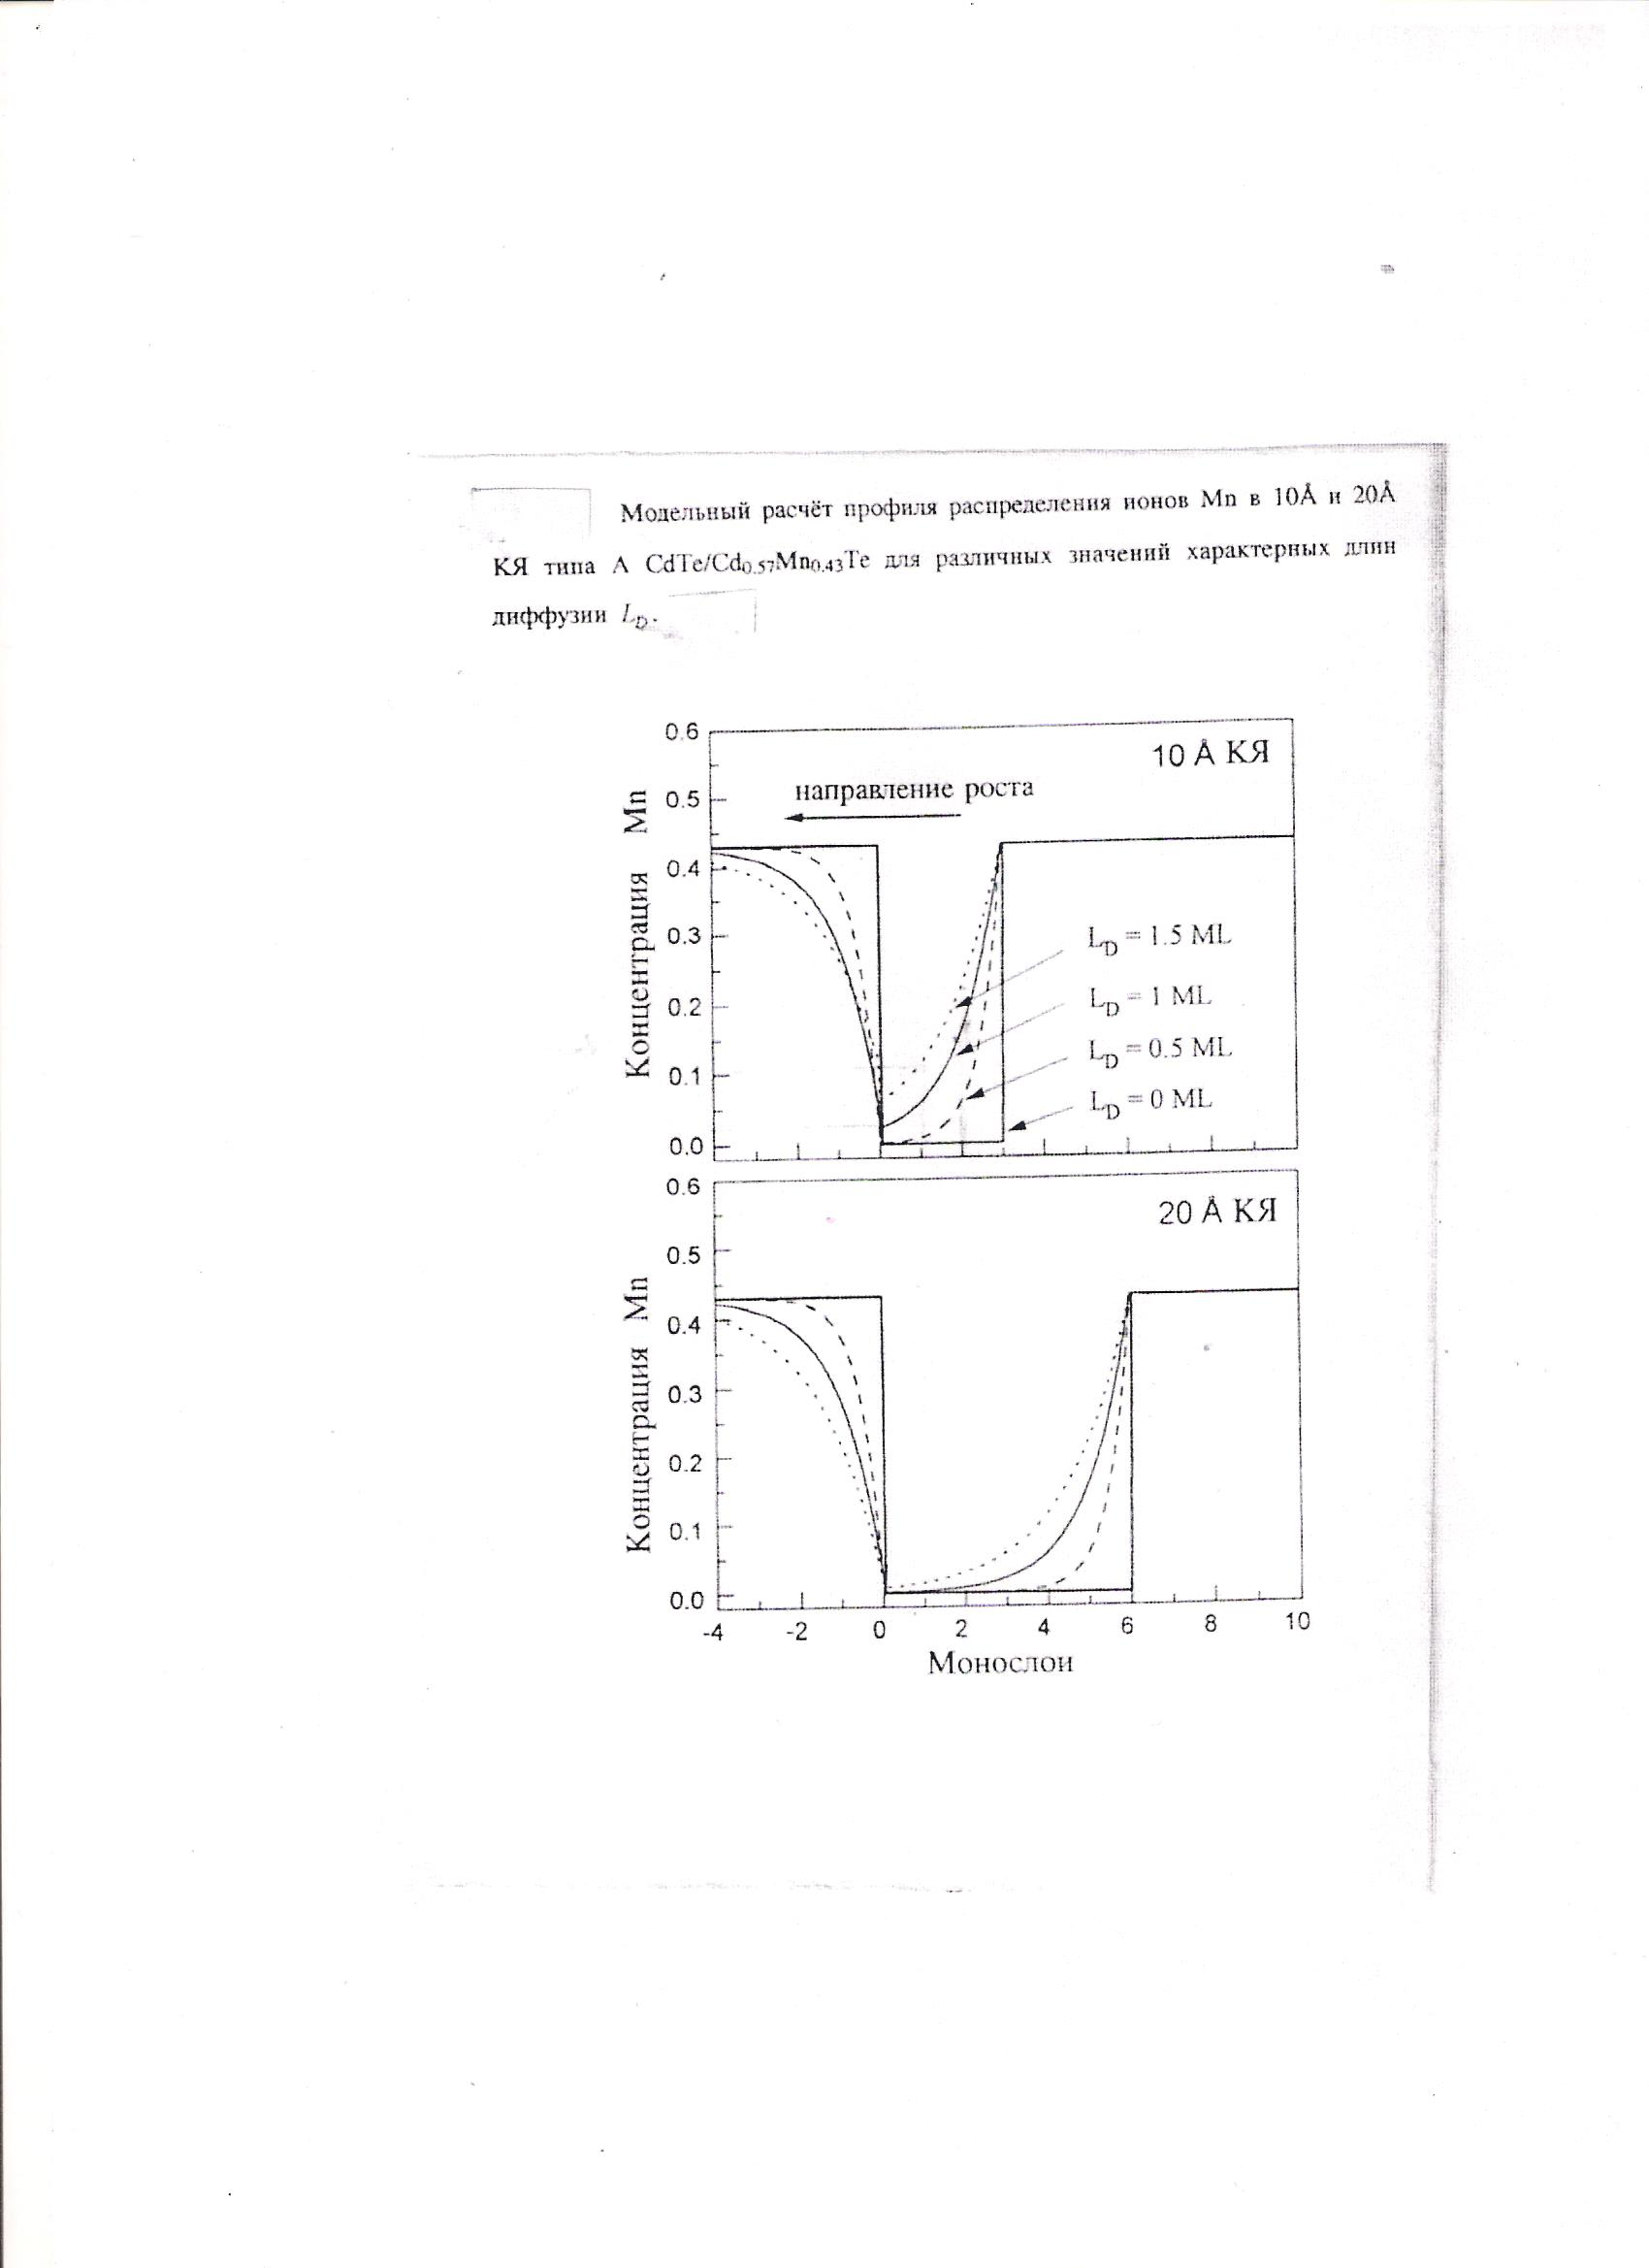 Модельный расчёт профиля распределения ионов Mn в 10Å и 20Å
КЯ типа А CdTe/Cd0.57Mn0.43Te для различных значений характерных длин
диффузии LD.
0.6
0.5
0.4
0.3
0.2
0.1
0.0
Концентрация Mn
10 Å КЯ
направление роста
LD = 1.5 ML
LD = 1 ML
LD = 0.5 ML
LD = 0 ML
0.6
0.5
0.4
0.3
0.2
0.1
0.0
Концентрация Mn
20 Å КЯ
-4 -2 0 2 4 6 8 10
Монослои